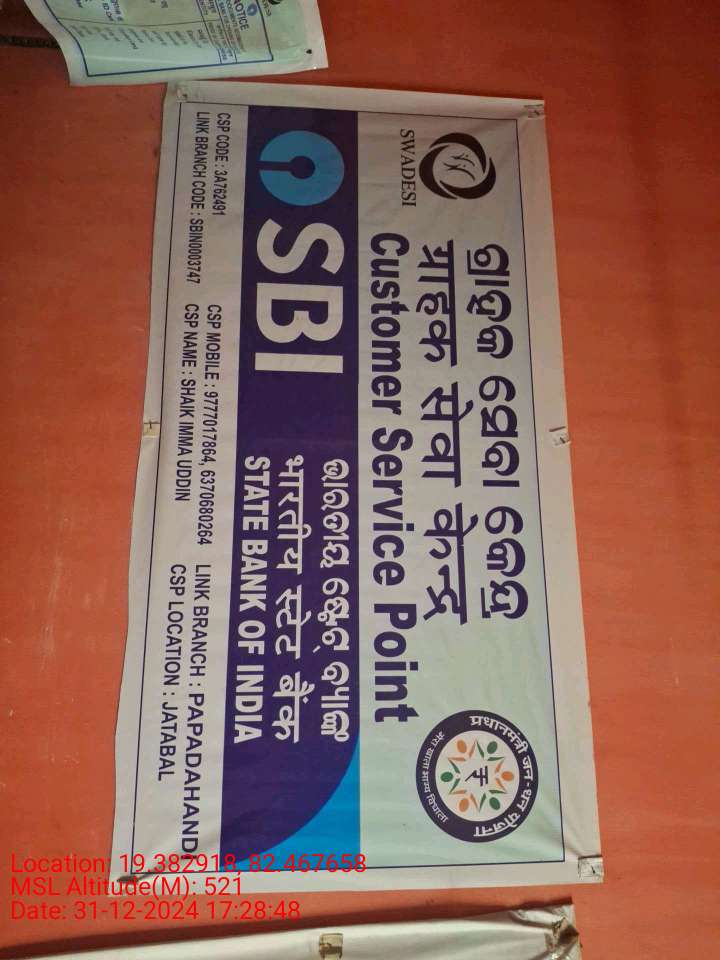 NOTICE
SWADESI
ଗ୍ରାହକ ସେବା କେନ୍ଦ୍ର
ग्राहक सेवा केन्द्र
Customer Service Point
प्रधानमंत्री जन-धन योजना
मेरा खाता भाग्य विधाता
SBI
ଭାରତୀୟ ଷ୍ଟେଟ୍ ବ୍ୟାଙ୍କ
भारतीय स्टेट बैंक
STATE BANK OF INDIA
CSP CODE : 3A762491 CSP MOBILE : 9777017864, 6370680264 LINK BRANCH : PAPADAHANDI
LINK BRANCH CODE : SBIN0003747 CSP NAME : SHAIK IMMA UDDIN CSP LOCATION : JATABAL
Location: 19.382918, 82.467658
MSL Altitude(M): 521
Date: 31-12-2024 17:28:48